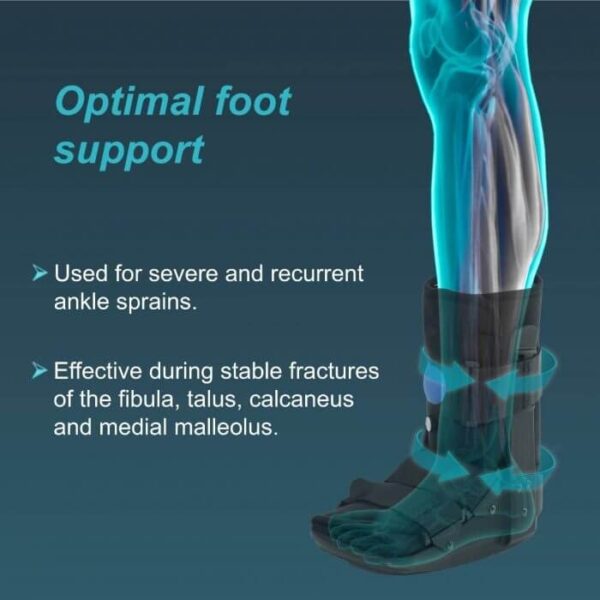 Optimal foot
support
➤ Used for severe and recurrent
ankle sprains.
➤ Effective during stable fractures
of the fibula, talus, calcaneus
and medial malleolus.